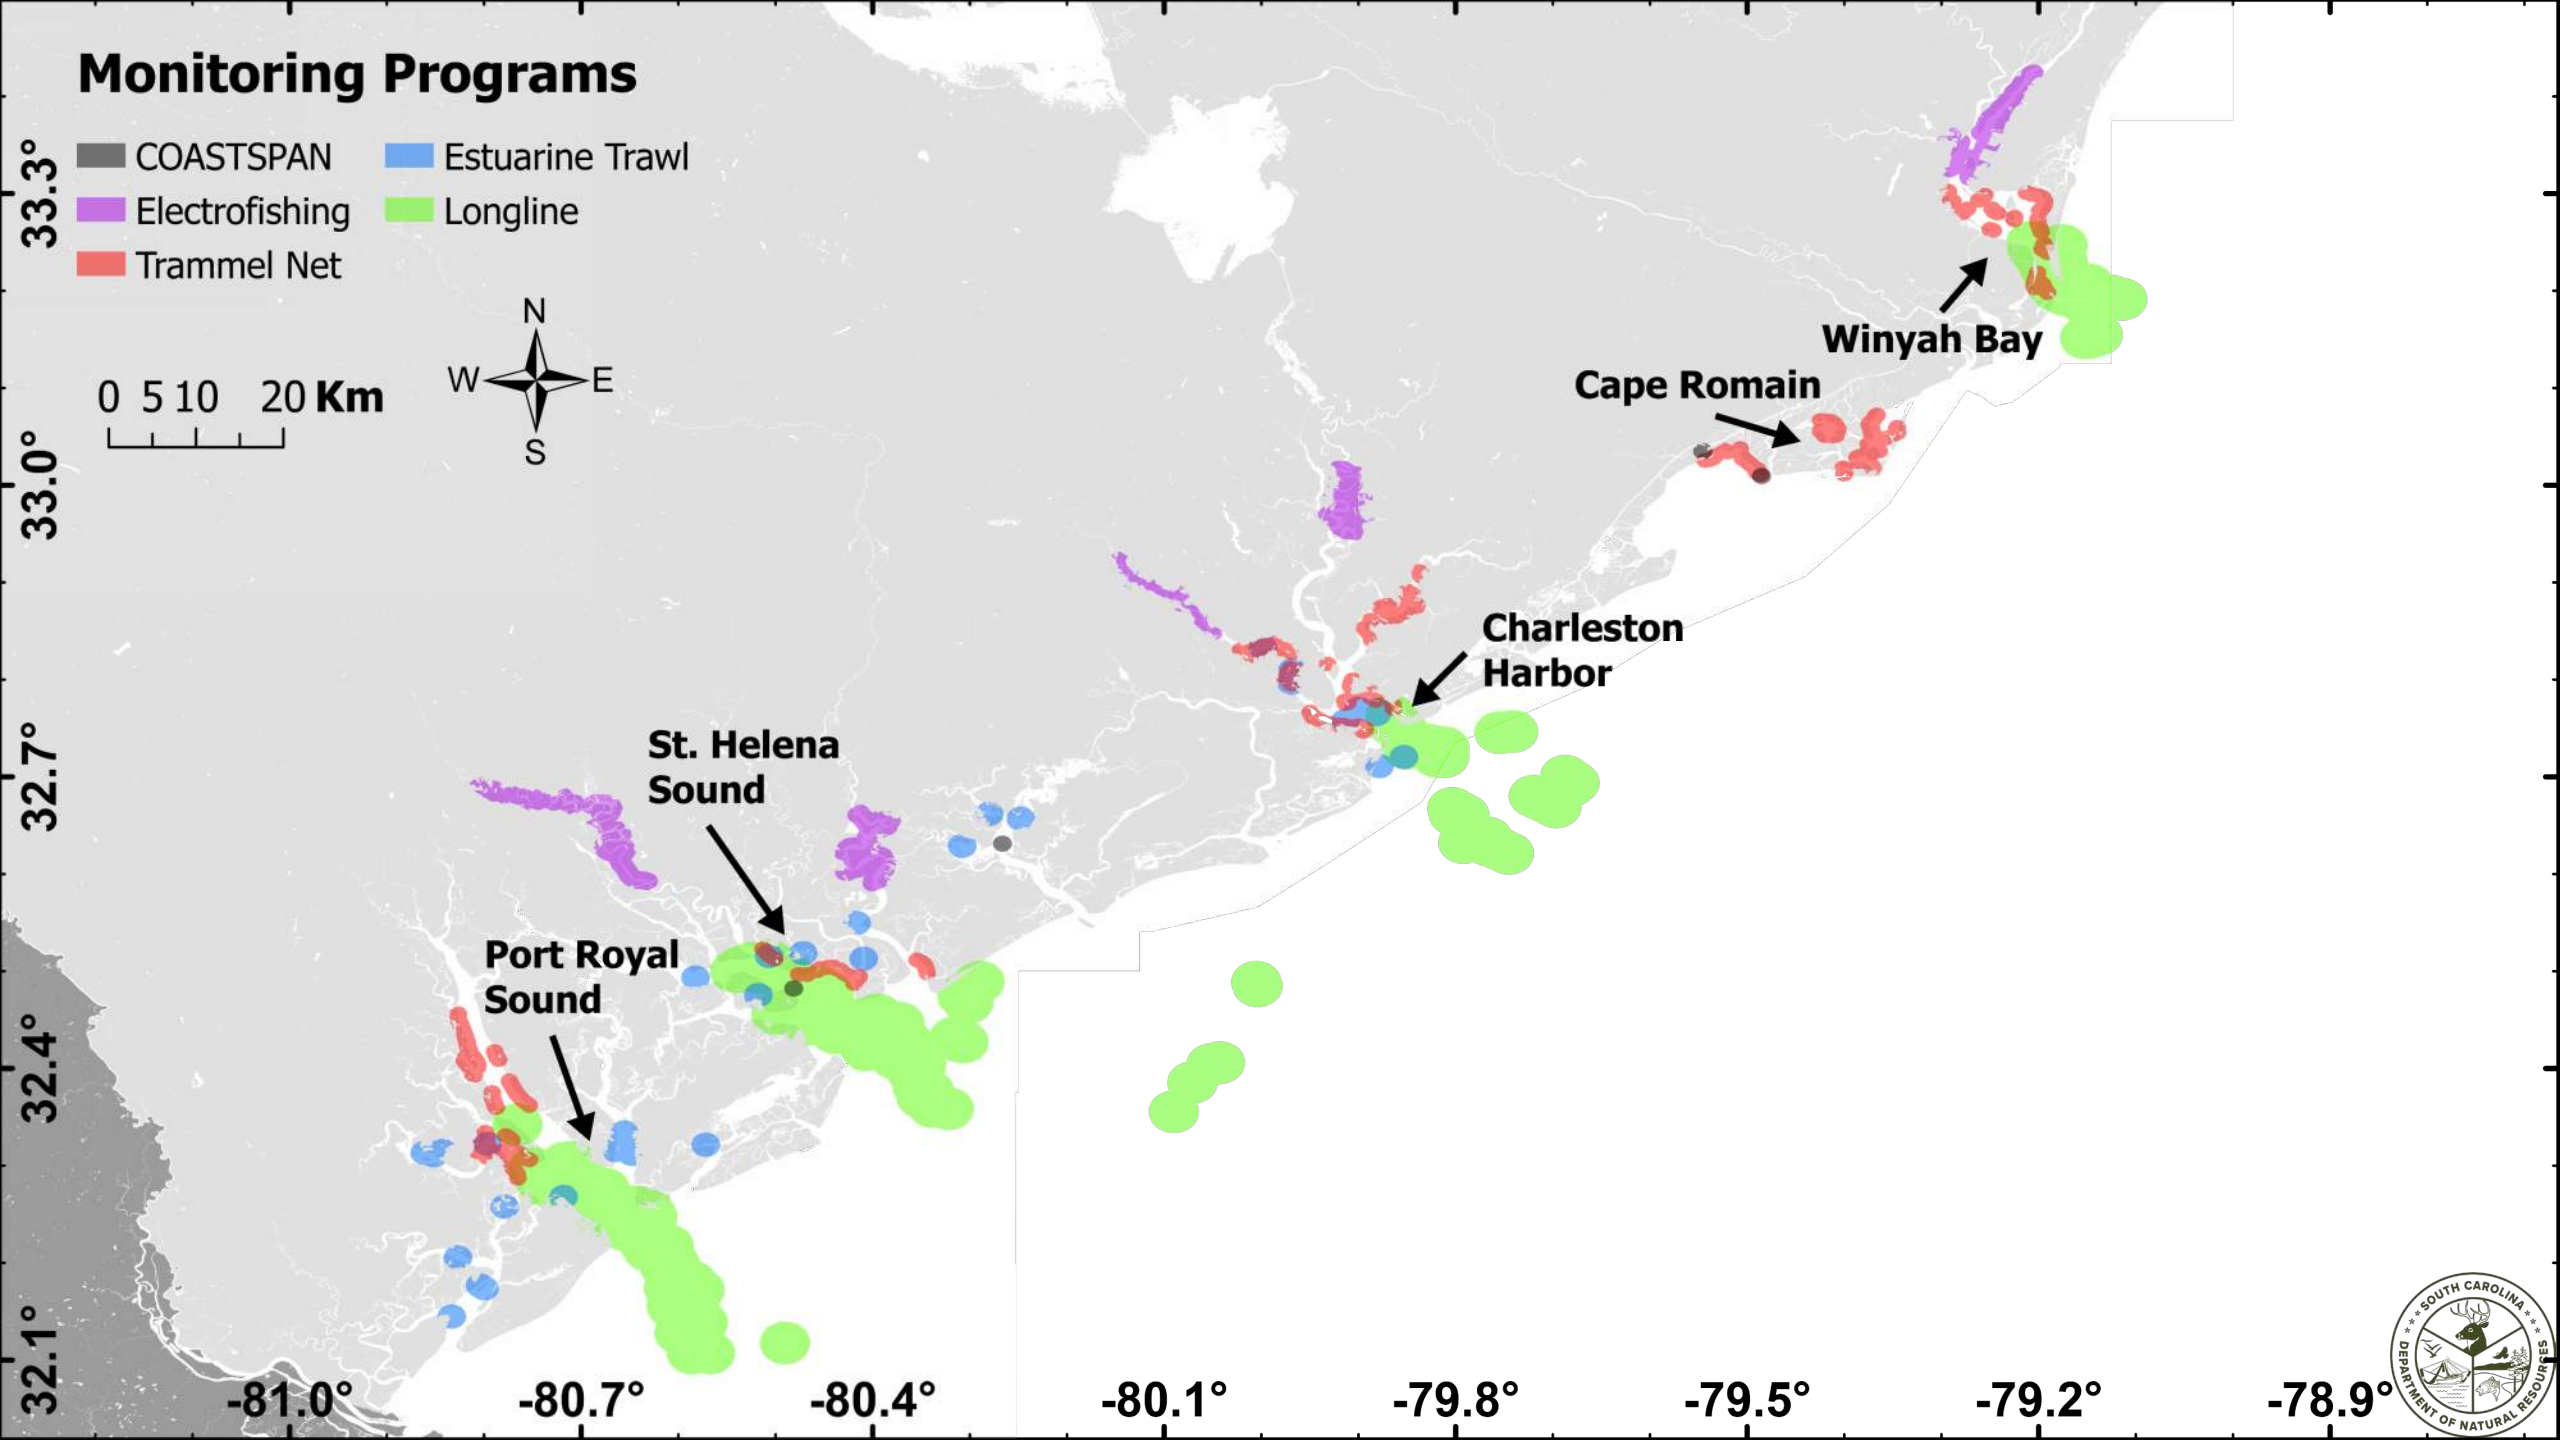 Monitoring Programs
COASTSPAN
Estuarine Trawl
Electrofishing
Longline
Trammel Net
N
W E
S
0 5 10 20 Km
33.3°
33.0°
32.7°
32.4°
32.1°
Winyah Bay
Cape Romain
Charleston
Harbor
St. Helena
Sound
Port Royal
Sound
-81.0° -80.7° -80.4° -80.1° -79.8° -79.5° -79.2° -78.9°
SOUTH CAROLINA
DEPARTMENT OF NATURAL RESOURCES